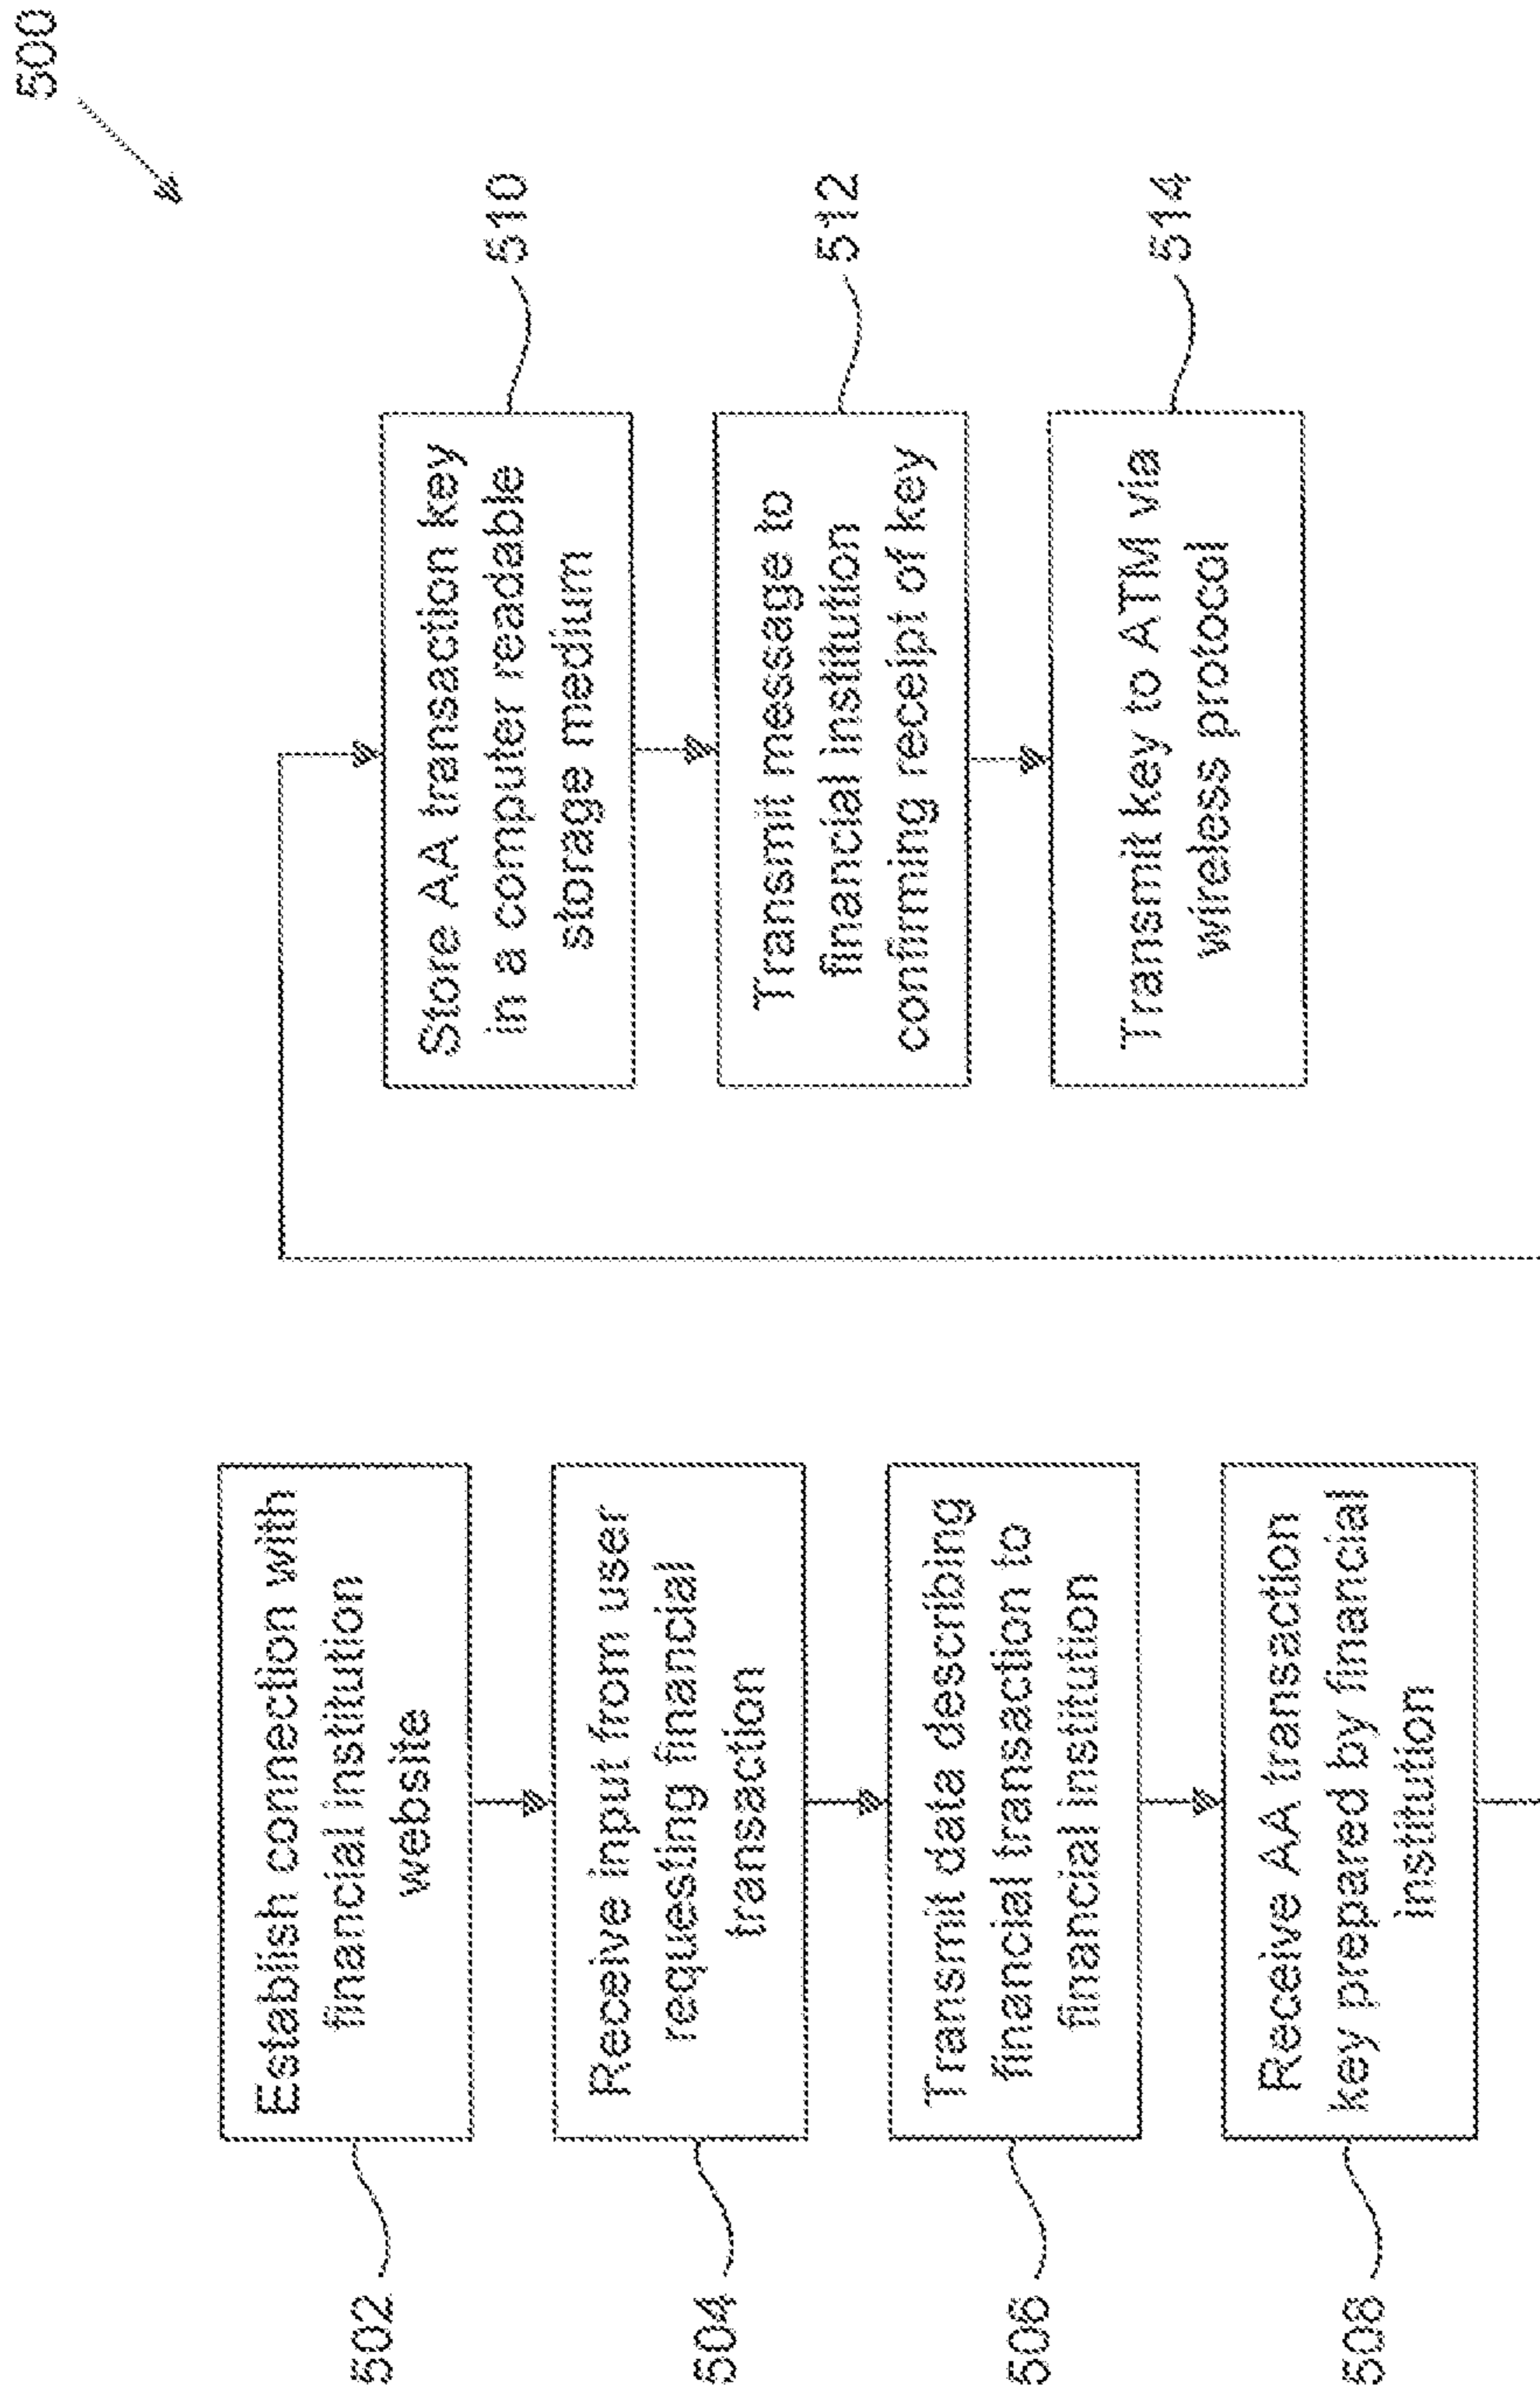 500
502
Establish connection with
financial institution
website
504
Receive input from user
requesting financial
transaction
506
Transmit data describing
financial transaction to
financial institution
508
Receive AA transaction
key prepared by financial
institution
Store AA transaction key
in a computer readable
storage medium
510
Transmit message to
financial institution
confirming receipt of key
512
Transmit key to ATM via
wireless protocol
514